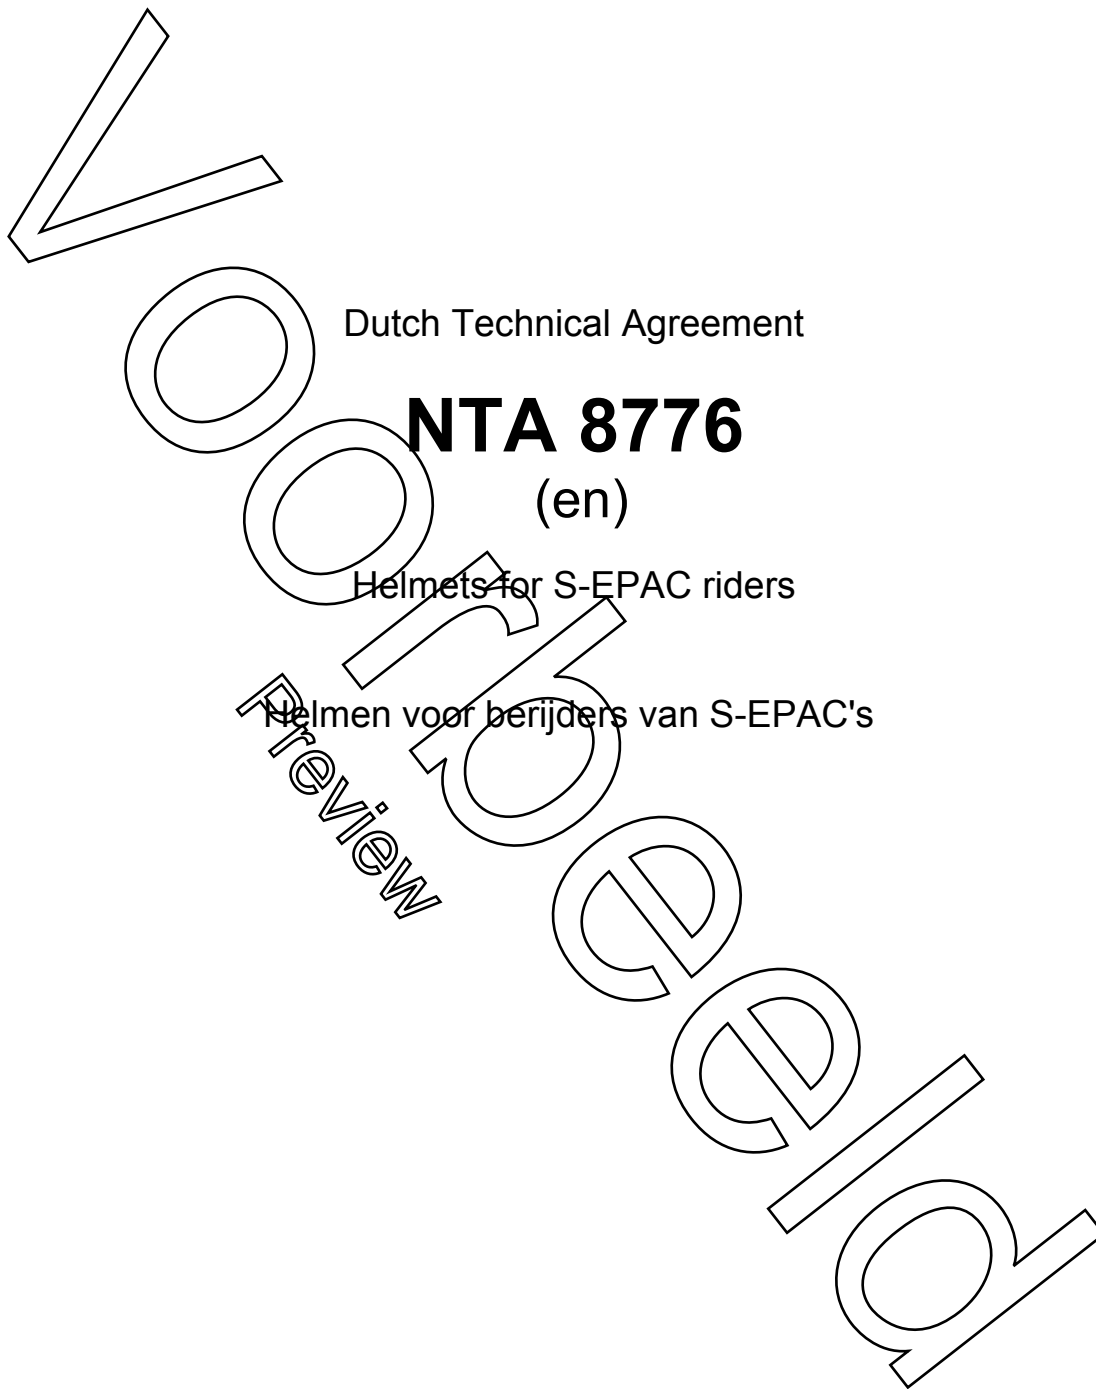 Dutch Technical Agreement
NTA 8776
(en)
Helmets for S-EPAC riders
Helmen voor berijders van S-EPAC's
Voorbeeld
Preview